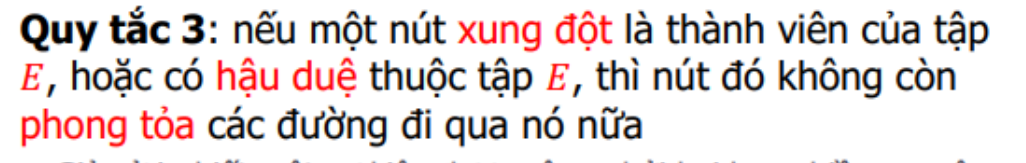 Quy tắc 3: nếu một nút xung đột là thành viên của tập
E, hoặc có hậu duệ thuộc tập E, thì nút đó không còn
phong tỏa các đường đi qua nó nữa